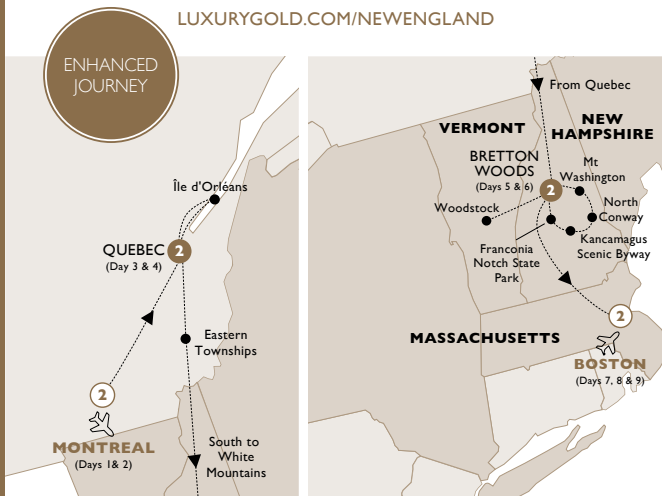 LUXURYGOLD.COM/NEWENGLAND
ENHANCED
JOURNEY
Île d'Orléans
QUEBEC
(Day 3 & 4)
2
Eastern
Townships
2
MONTREAL
(Days 1& 2)
South to
White
Mountains
From Quebec
VERMONT
NEW
HAMPSHIRE
BRETTON
WOODS
(Days 5 & 6)
2
Mt
Washington
Woodstock
North
Conway
Franconia
Notch State
Park
Kancamagus
Scenic Byway
MASSACHUSETTS
2
BOSTON
(Days 7, 8 & 9)